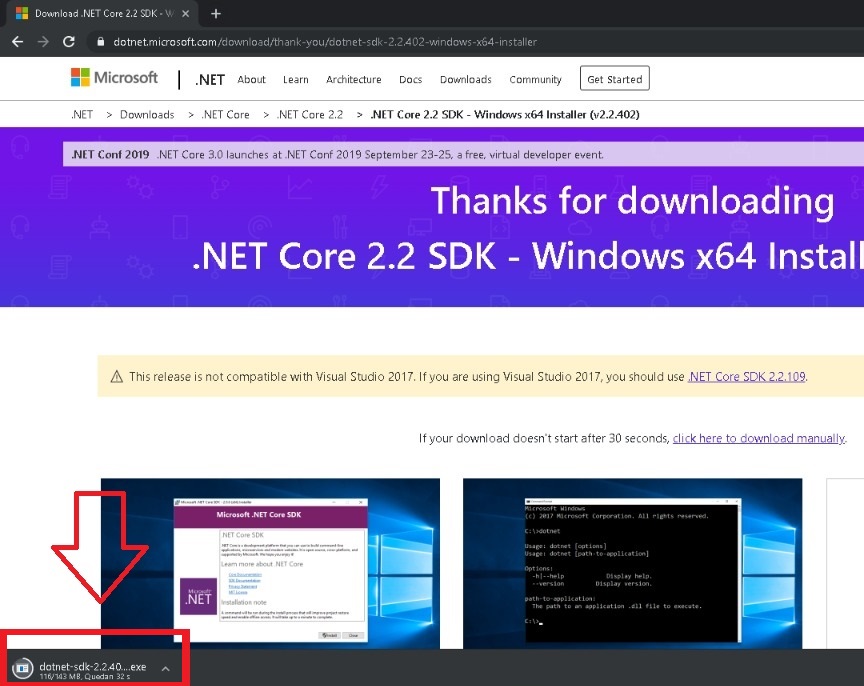 Download .NET Core 2.2 SDK - W
dotnet.microsoft.com/download/thank-you/dotnet-sdk-2.2.402-windows-x64-installer
Microsoft
.NET About Learn Architecture Docs Downloads Community Get Started
.NET > Downloads > .NET Core > .NET Core 2.2 > .NET Core 2.2 SDK - Windows x64 Installer (v2.2.402)
.NET Conf 2019 .NET Core 3.0 launches at .NET Conf 2019 September 23-25, a free, virtual developer event.
Thanks for downloading
.NET Core 2.2 SDK - Windows x64 Install
This release is not compatible with Visual Studio 2017. If you are using Visual Studio 2017, you should use .NET Core SDK 2.2.109.
If your download doesn't start after 30 seconds, click here to download manually.
Microsoft .NET Core SDK
.NET Core SDK
Learn more about .NET Core
Installation note
Microsoft
.NET
Install Close
Command Prompt
Microsoft Windows
(c) 2017 Microsoft Corporation. All rights reserved.
C:\>dotnet
Usage: dotnet [options]
Usage: dotnet [path-to-application]
Options:
-h|--help Display help.
--version Display version.
path-to-application:
The path to an application .dll file to execute.
C:\>_
dotnet-sdk-2.2.40....exe
116/143 MB, Quedan 32 s